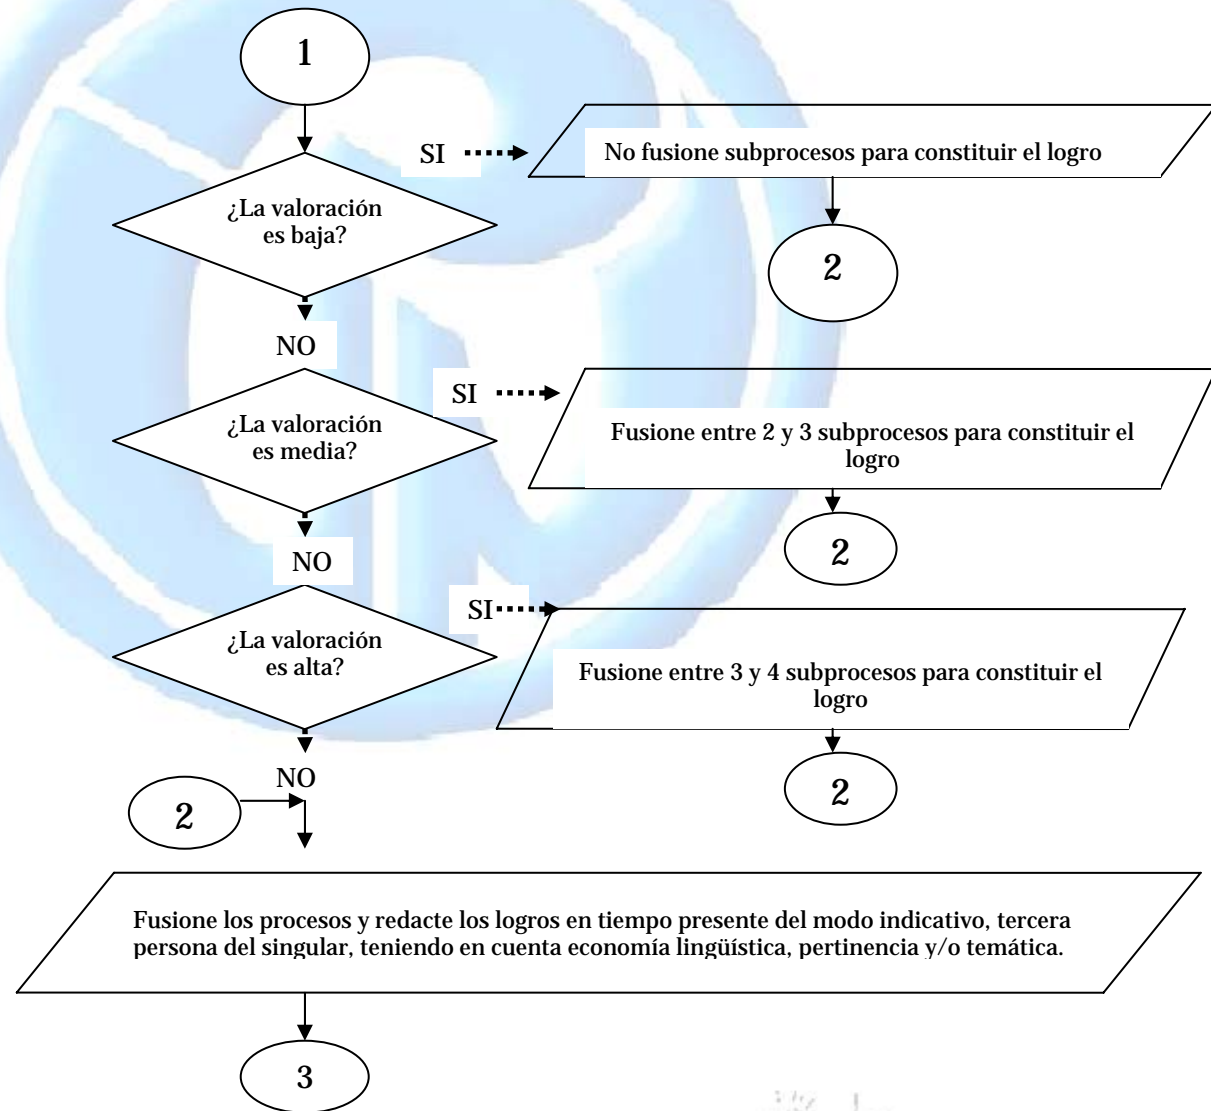 1
SI
No fusione subprocesos para constituir el logro
¿La valoración
es baja?
2
NO
SI
¿La valoración
es media?
Fusione entre 2 y 3 subprocesos para constituir el
logro
2
NO
SI
¿La valoración
es alta?
Fusione entre 3 y 4 subprocesos para constituir el
logro
NO
2
2
Fusione los procesos y redacte los logros en tiempo presente del modo indicativo, tercera
persona del singular, teniendo en cuenta economía lingüística, pertinencia y/o temática.
3